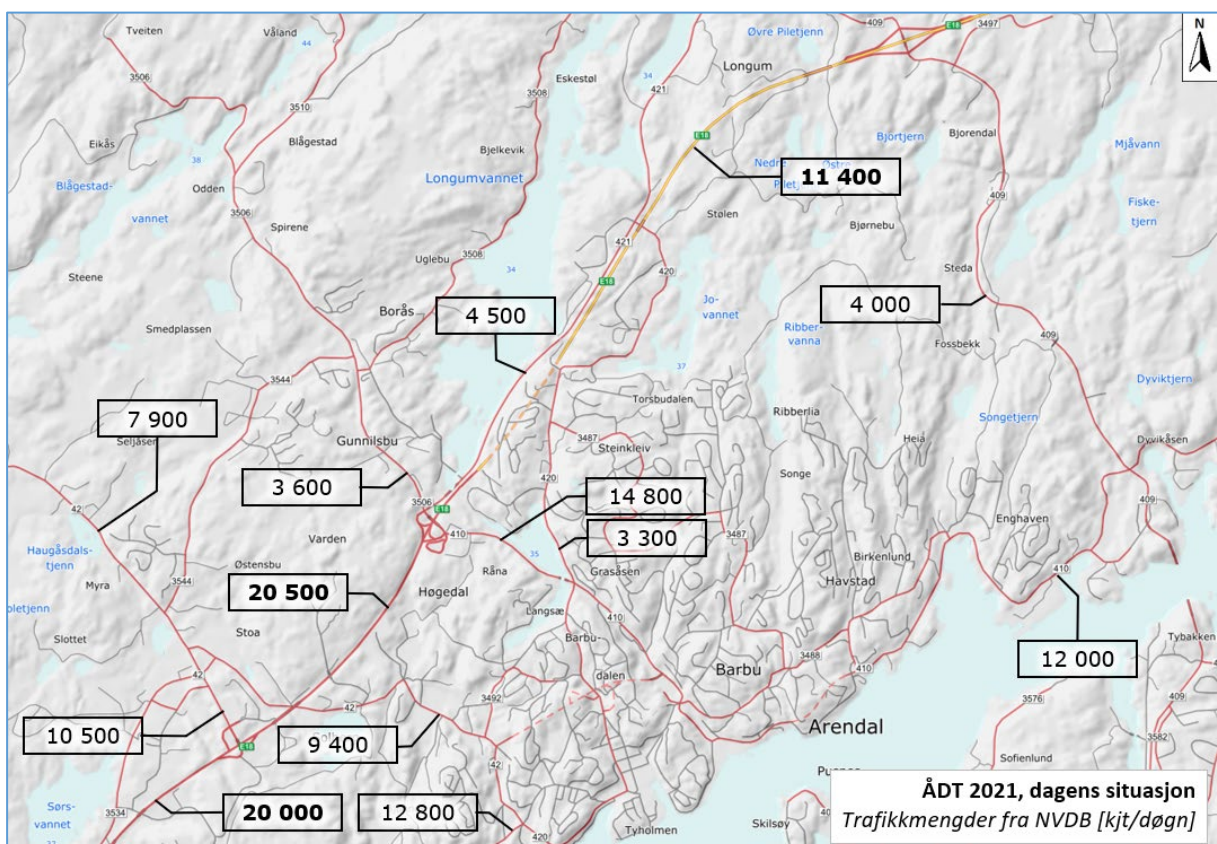 Tveiten
Våland
44
409
Øvre Piletjenn
E18
3497
N
3506
Longum
Eskestøl
34
421
3510
3508
Blågestad
E18
Bjørtjern
Bjorendal
Eikås
38
Bjelkevik
Nedre
Østre
Mjåvann
Blågestad-
vannet
Odden
Longumvannet
11 400
409
Fiske-
tjern
3506
Stølen
Bjørnebu
Spirene
421
Uglebu
3508
34
420
Steda
Steene
E18
Borås
4 500
Jo-
vannet
4 000
Smedplassen
Ribber-
vanna
Fossbekk
409
3544
37
Dyviktjern
7 900
Torsbudalen
Seljåsen
Gunnilsbu
3487
Ribberlia
Songetjern
Steinkleiv
Heia
Dyvikåsen
3 600
420
Songe
42
3506
E18
14 800
409
Varden
410
35
3 300
3487
Enghaven
Haugåsdals-
tjenn
Østensbu
Råna
Grasåsen
Birkenlund
410
Myra
3544
20 500
Høgedal
Havstad
Langsæ
410
Slottet
Stoa
Barbu
dalen
Barbu
3488
410
12 000
Tybakken
42
3492
3576
409
10 500
E18
42
9 400
Arendal
3582
Sofienlund
42
Sørs-
vannet
3534
20 000
12 800
420
Tyholmen
Skilsøy
ÅDT 2021, dagens situasjon
Trafikkmengder fra NVDB [kjt/døgn]